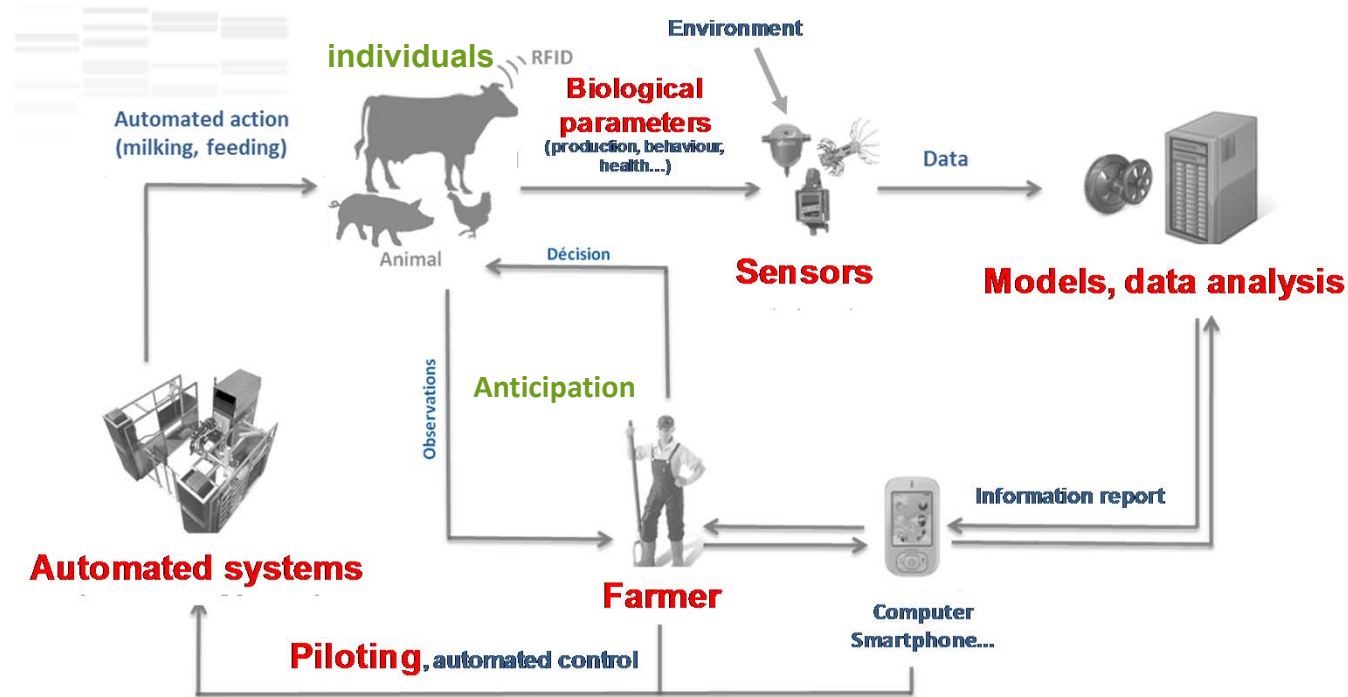 Environment
individuals
RFID
Biological
parameters
(production, behaviour,
health...)
Automated action
(milking, feeding)
Data
Animal
Décision
Sensors
Models, data analysis
Observations
Anticipation
Information report
Automated systems
Farmer
Computer
Smartphone...
Piloting, automated control